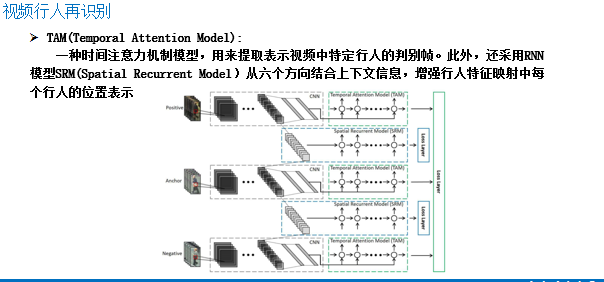 视频行人再识别
➢ TAM(Temporal Attention Model):
一种时间注意力机制模型，用来提取表示视频中特定行人的判别帧。此外，还采用RNN
模型SRM(Spatial Recurrent Model）从六个方向结合上下文信息，增强行人特征映射中每
个行人的位置表示
Positive
CNN
Temporal Attention Model (TAM)
Spatial Recurrent Model (SRM)
Loss Layer
Anchor
CNN
Temporal Attention Model (TAM)
Loss Layer
Spatial Recurrent Model (SRM)
Loss Layer
Negative
CNN
Temporal Attention Model (TAM)